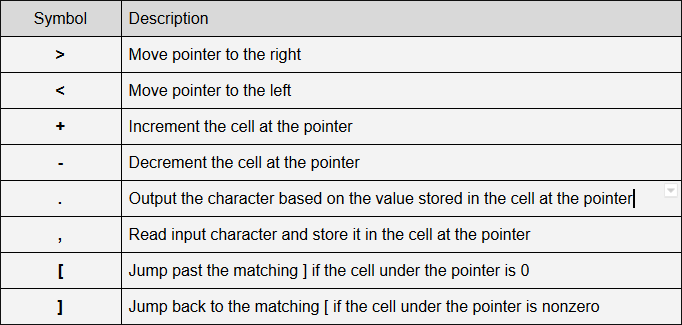 Symbol Description
> Move pointer to the right
< Move pointer to the left
+ Increment the cell at the pointer
- Decrement the cell at the pointer
. Output the character based on the value stored in the cell at the pointer
, Read input character and store it in the cell at the pointer
[ Jump past the matching ] if the cell under the pointer is 0
] Jump back to the matching [ if the cell under the pointer is nonzero